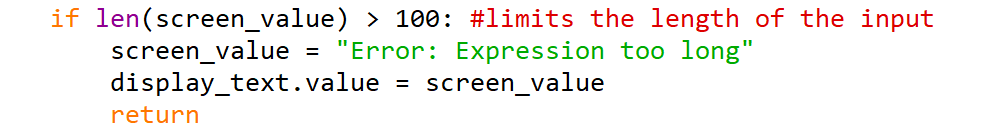 if len(screen_value) > 100: #limits the length of the input
    screen_value = "Error: Expression too long"
    display_text.value = screen_value
    return